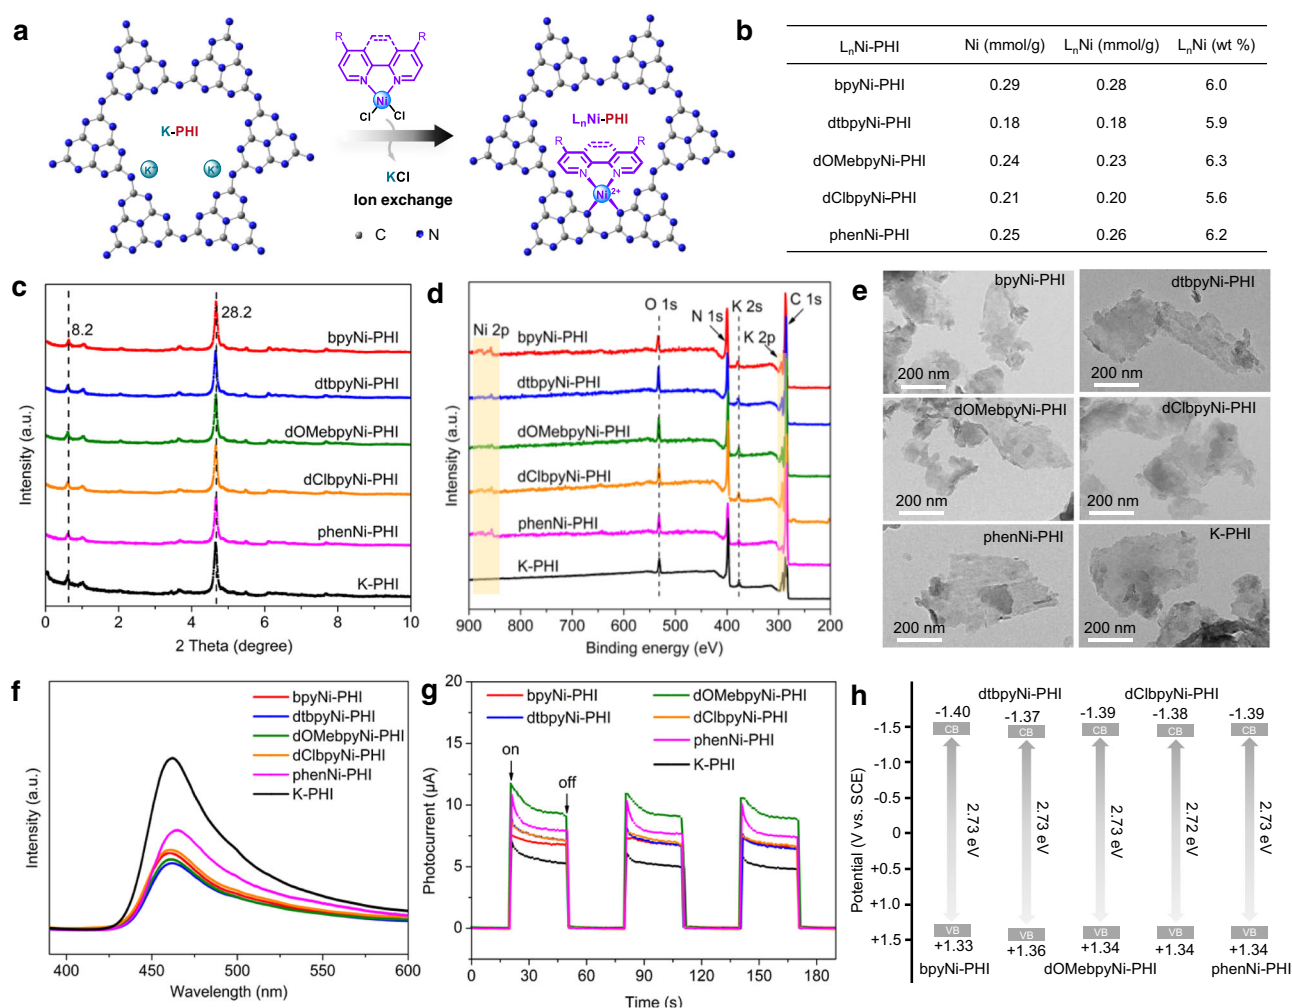 a
R
R
N
N
Ni
Cl
Cl
K-PHI
K+
K+
KCl
Ion exchange
C
N
LnNi-PHI
R
R
N
N
Ni2+
b
LnNi-PHI Ni (mmol/g) LnNi (mmol/g) LnNi (wt %)
bpyNi-PHI 0.29 0.28 6.0
dtbpyNi-PHI 0.18 0.18 5.9
dOMebpyNi-PHI 0.24 0.23 6.3
dClbpyNi-PHI 0.21 0.20 5.6
phenNi-PHI 0.25 0.26 6.2
c
8.2
28.2
bpyNi-PHI
dtbpyNi-PHI
dOMebpyNi-PHI
dClbpyNi-PHI
phenNi-PHI
K-PHI
Intensity (a.u.)
0 2 4 6 8 10
2 Theta (degree)
d
Ni 2p
O 1s
N 1s
K 2s
K 2p
C 1s
bpyNi-PHI
dtbpyNi-PHI
dOMebpyNi-PHI
dClbpyNi-PHI
phenNi-PHI
K-PHI
Intensity (a.u.)
900 800 700 600 500 400 300 200
Binding energy (eV)
e
bpyNi-PHI
200 nm
dtbpyNi-PHI
200 nm
dOMebpyNi-PHI
200 nm
dClbpyNi-PHI
200 nm
phenNi-PHI
200 nm
K-PHI
200 nm
f
bpyNi-PHI
dtbpyNi-PHI
dOMebpyNi-PHI
dClbpyNi-PHI
phenNi-PHI
K-PHI
Intensity (a.u.)
400 450 500 550 600
Wavelength (nm)
g
20
15
10
5
0
bpyNi-PHI
dtbpyNi-PHI
dOMebpyNi-PHI
dClbpyNi-PHI
phenNi-PHI
K-PHI
on
off
Photocurrent (μA)
0 30 60 90 120 150 180
Time (s)
h
dtbpyNi-PHI dClbpyNi-PHI
-1.40 -1.37 -1.39 -1.38 -1.39
CB CB CB CB CB
-1.5
-1.0
-0.5
0
+0.5
+1.0
+1.5
Potential (V vs. SCE)
2.73 eV 2.73 eV 2.73 eV 2.72 eV 2.73 eV
VB VB VB VB VB
+1.33 +1.36 +1.34 +1.34 +1.34
bpyNi-PHI dOMebpyNi-PHI phenNi-PHI